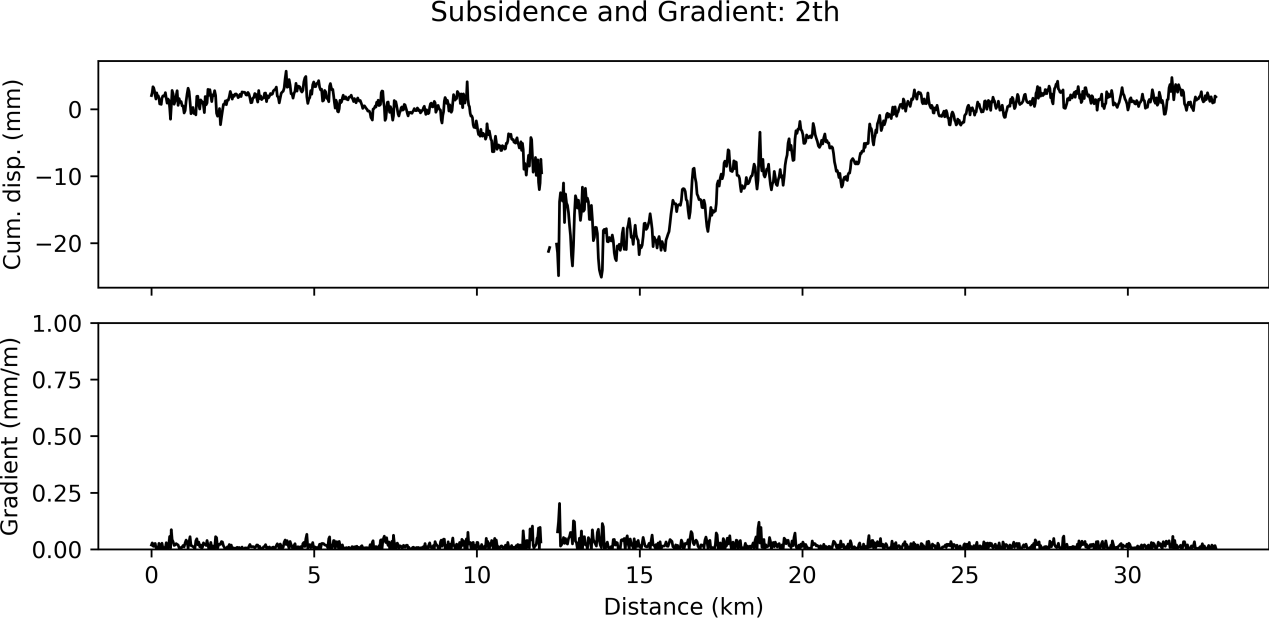 Subsidence and Gradient: 2th
Cum. disp. (mm)
0
−10
−20
Gradient (mm/m)
1.00
0.75
0.50
0.25
0.00
0 5 10 15 20 25 30
Distance (km)